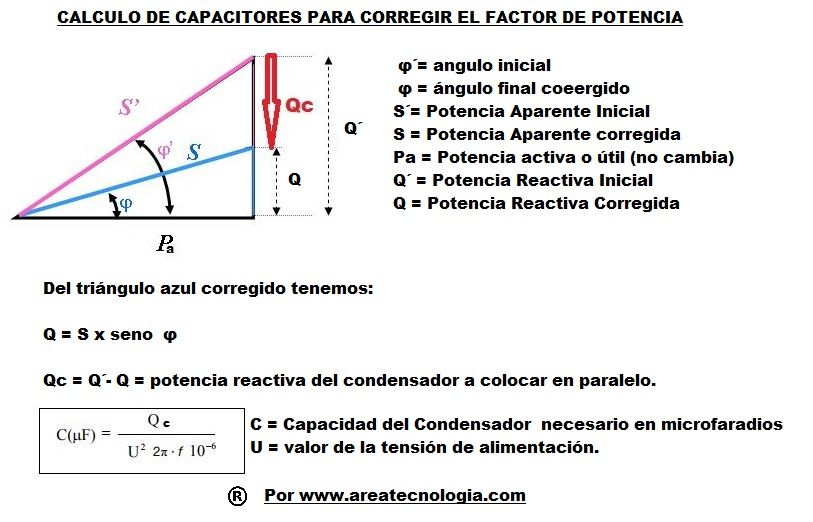 CALCULO DE CAPACITORES PARA CORREGIR EL FACTOR DE POTENCIA
φ´= angulo inicial
φ = ángulo final coeergido
S´= Potencia Aparente Inicial
S = Potencia Aparente corregida
Pa = Potencia activa o útil (no cambia)
Q´ = Potencia Reactiva Inicial
Q = Potencia Reactiva Corregida
S’
Qc
Q´
φ’
S
Q
φ
Pa
Del triángulo azul corregido tenemos:
Q = S x seno φ
Qc = Q´- Q = potencia reactiva del condensador a colocar en paralelo.
C(μF) = Qc / U² 2π · f 10⁻⁶
C = Capacidad del Condensador necesario en microfaradios
U = valor de la tensión de alimentación.
® Por www.areatecnologia.com